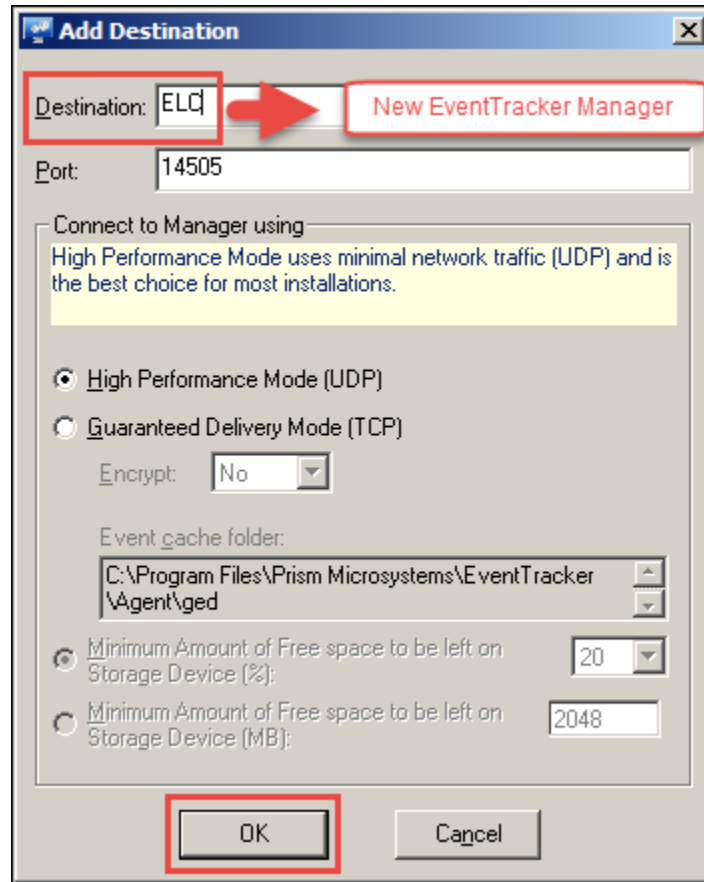 Add Destination
Destination: ELC New EventTracker Manager
Port: 14505
Connect to Manager using
High Performance Mode uses minimal network traffic (UDP) and is
the best choice for most installations.
High Performance Mode (UDP)
Guaranteed Delivery Mode (TCP)
Encrypt: No
Event cache folder:
C:\Program Files\Prism Microsystems\EventTracker
\Agent\ged
Minimum Amount of Free space to be left on
Storage Device (%): 20
Minimum Amount of Free space to be left on
Storage Device (MB): 2048
OK Cancel